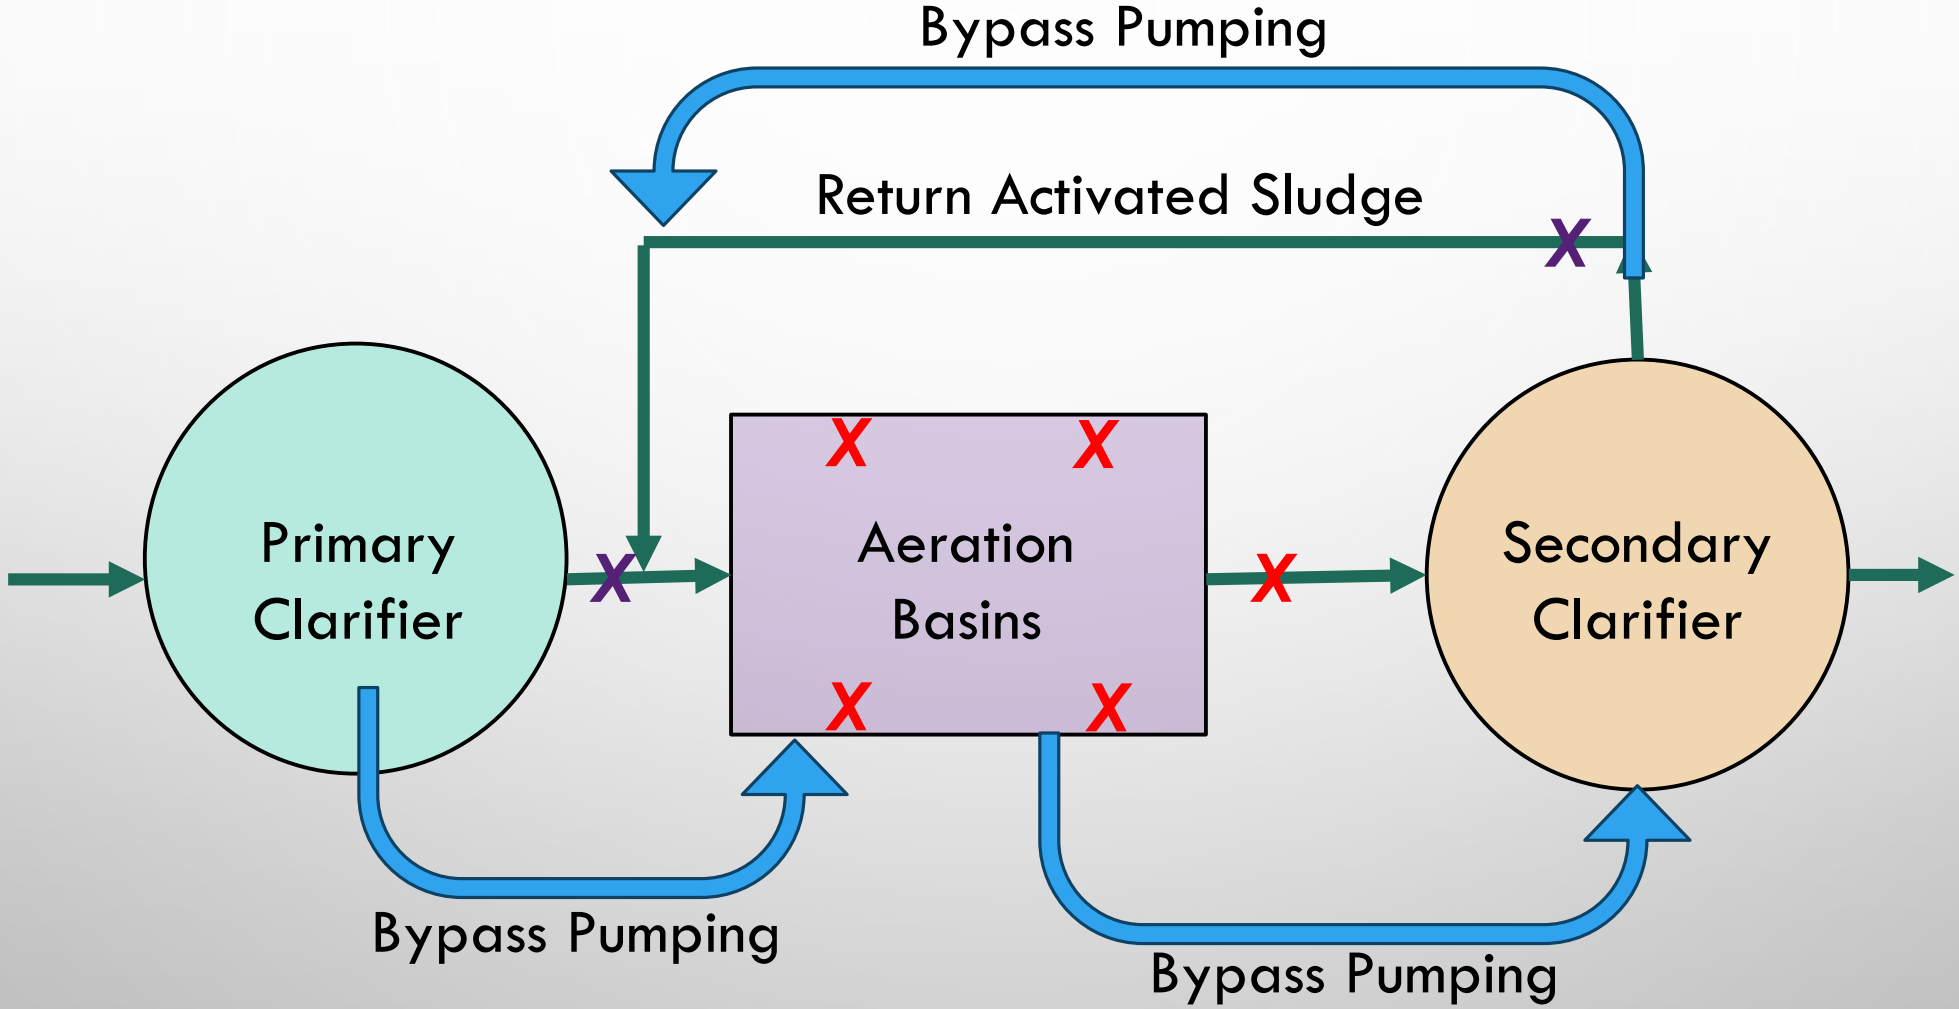 Bypass Pumping
Return Activated Sludge
X
X
X
Primary
Clarifier
X
Aeration
Basins
X
Secondary
Clarifier
X
X
Bypass Pumping
Bypass Pumping